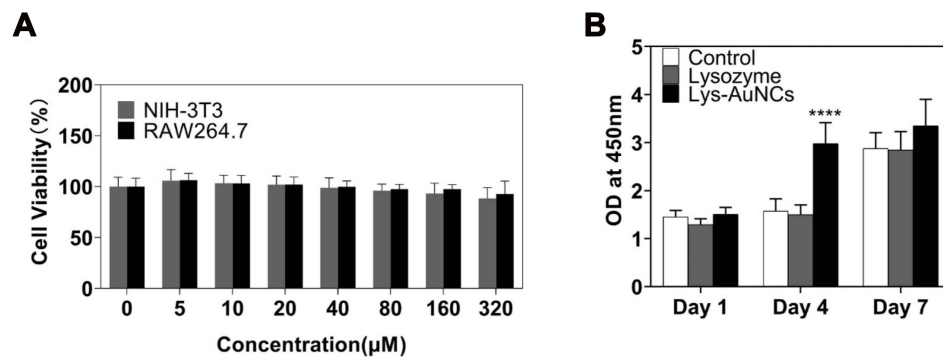 A
Cell Viability (%)
200
150
100
50
0
NIH-3T3
RAW264.7
0 5 10 20 40 80 160 320
Concentration(μM)
B
OD at 450nm
5
4
3
2
1
0
Control
Lysozyme
Lys-AuNCs
****
Day 1 Day 4 Day 7